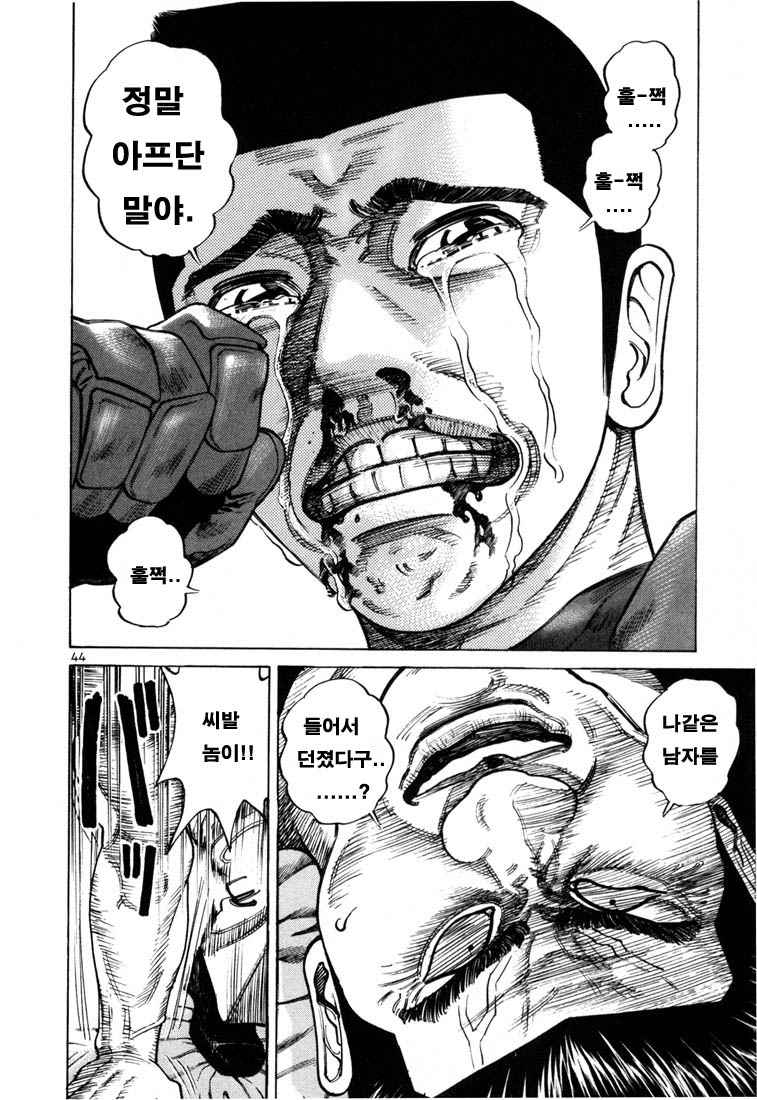 훌-쩍
.....
훌-쩍
....
정말
아프단
말야.
훌쩍..
44
나같은
남자를
들어서
던졌다구..
......?
씨발
놈이!!